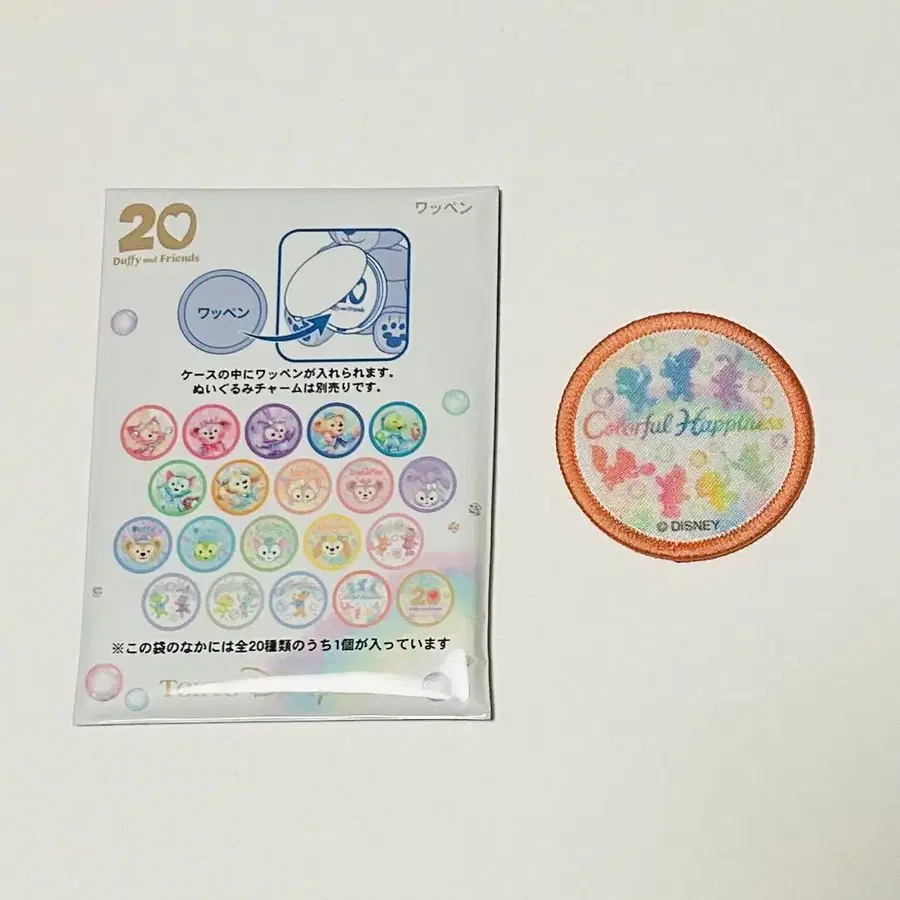 20
Duffy and Friends
ワッペン
ワッペン
ケースの中にワッペンが入れられます。
ぬいぐるみチャームは別売りです。
20
※この袋のなかには全20種類のうち1個が入っています
TOKYO Disney
Colorful Happiness
© DISNEY